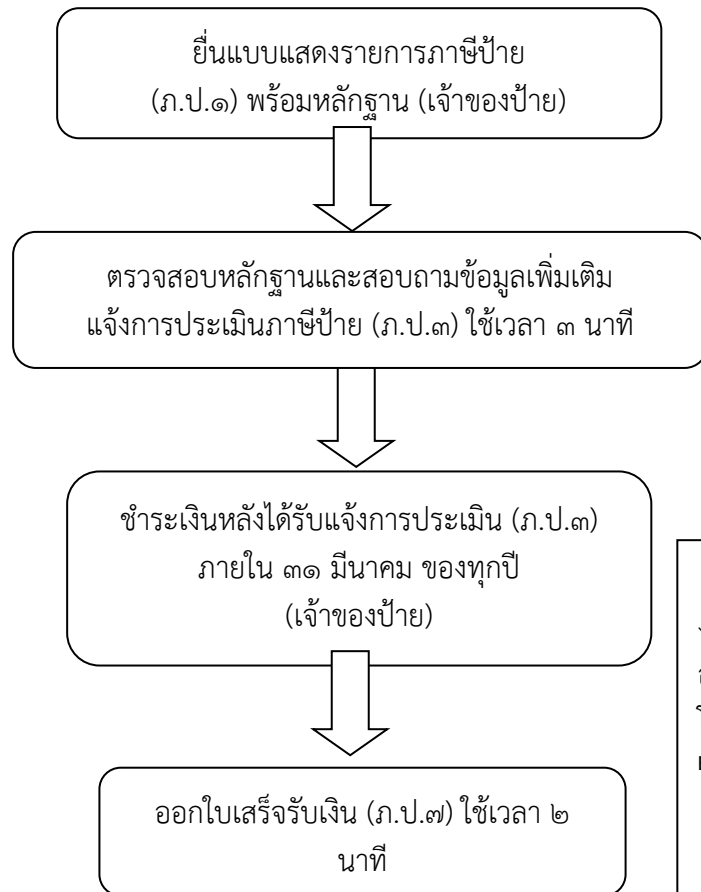 ยื่นแบบแสดงรายการภาษีป้าย
(ภ.ป.๑) พร้อมหลักฐาน (เจ้าของป้าย)
ตรวจสอบหลักฐานและสอบถามข้อมูลเพิ่มเติม
แจ้งการประเมินภาษีป้าย (ภ.ป.๓) ใช้เวลา ๓ นาที
ชำระเงินหลังได้รับแจ้งการประเมิน (ภ.ป.๓)
ภายใน ๓๑ มีนาคม ของทุกปี
(เจ้าของป้าย)
ออกใบเสร็จรับเงิน (ภ.ป.๗) ใช้เวลา ๒
นาที